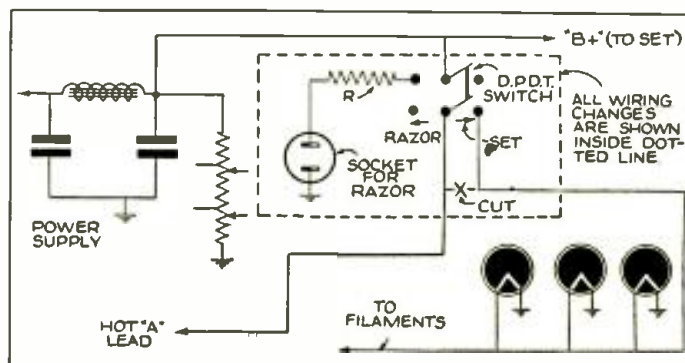 "B+" (TO SET)
D.P.D.T.
SWITCH
R
RAZOR
SET
ALL WIRING
CHANGES
ARE SHOWN
INSIDE DOT-
TED LINE.
SOCKET
FOR
RAZOR
X
CUT
POWER
SUPPLY
HOT "A"
LEAD
TO
FILAMENTS